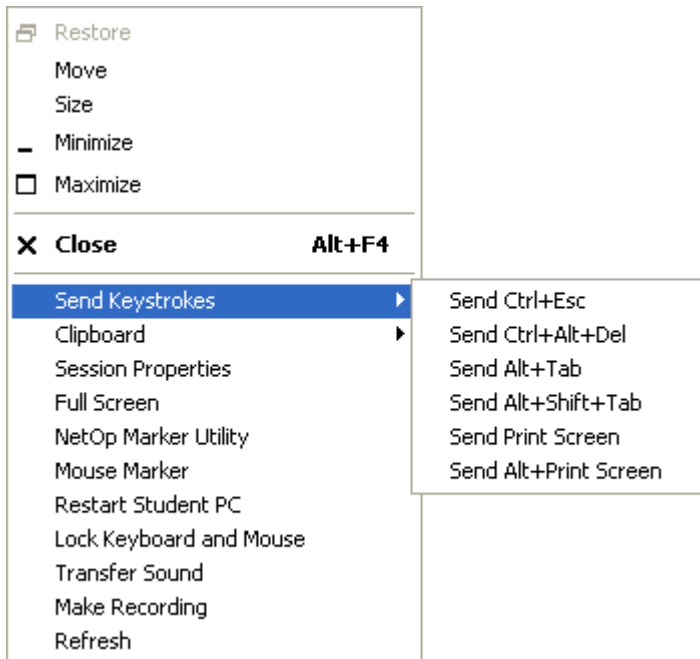 Restore
Move
Size
Minimize
Maximize
Close Alt+F4
Send Keystrokes
Clipboard
Session Properties
Full Screen
NetOp Marker Utility
Mouse Marker
Restart Student PC
Lock Keyboard and Mouse
Transfer Sound
Make Recording
Refresh
Send Ctrl+Esc
Send Ctrl+Alt+Del
Send Alt+Tab
Send Alt+Shift+Tab
Send Print Screen
Send Alt+Print Screen